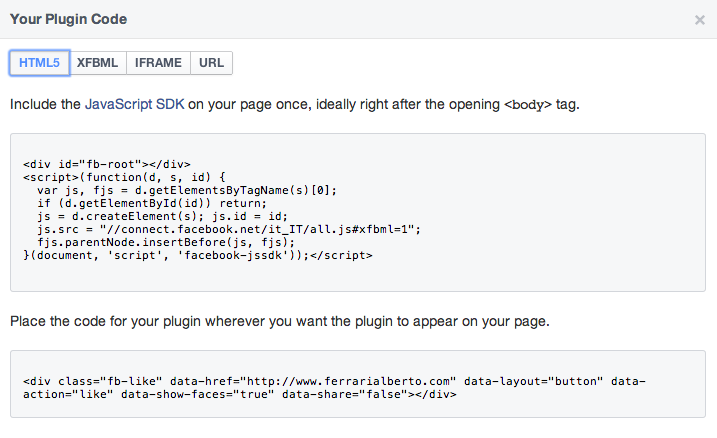 Your Plugin Code ×
HTML5 XFBML IFRAME URL
Include the JavaScript SDK on your page once, ideally right after the opening <body> tag.
<div id="fb-root"></div>
<script>(function(d, s, id) {
  var js, fjs = d.getElementsByTagName(s)[0];
  if (d.getElementById(id)) return;
  js = d.createElement(s); js.id = id;
  js.src = "//connect.facebook.net/it_IT/all.js#xfbml=1";
  fjs.parentNode.insertBefore(js, fjs);
}(document, 'script', 'facebook-jssdk'));</script>
Place the code for your plugin wherever you want the plugin to appear on your page.
<div class="fb-like" data-href="http://www.ferrarialberto.com" data-layout="button" data-
action="like" data-show-faces="true" data-share="false"></div>